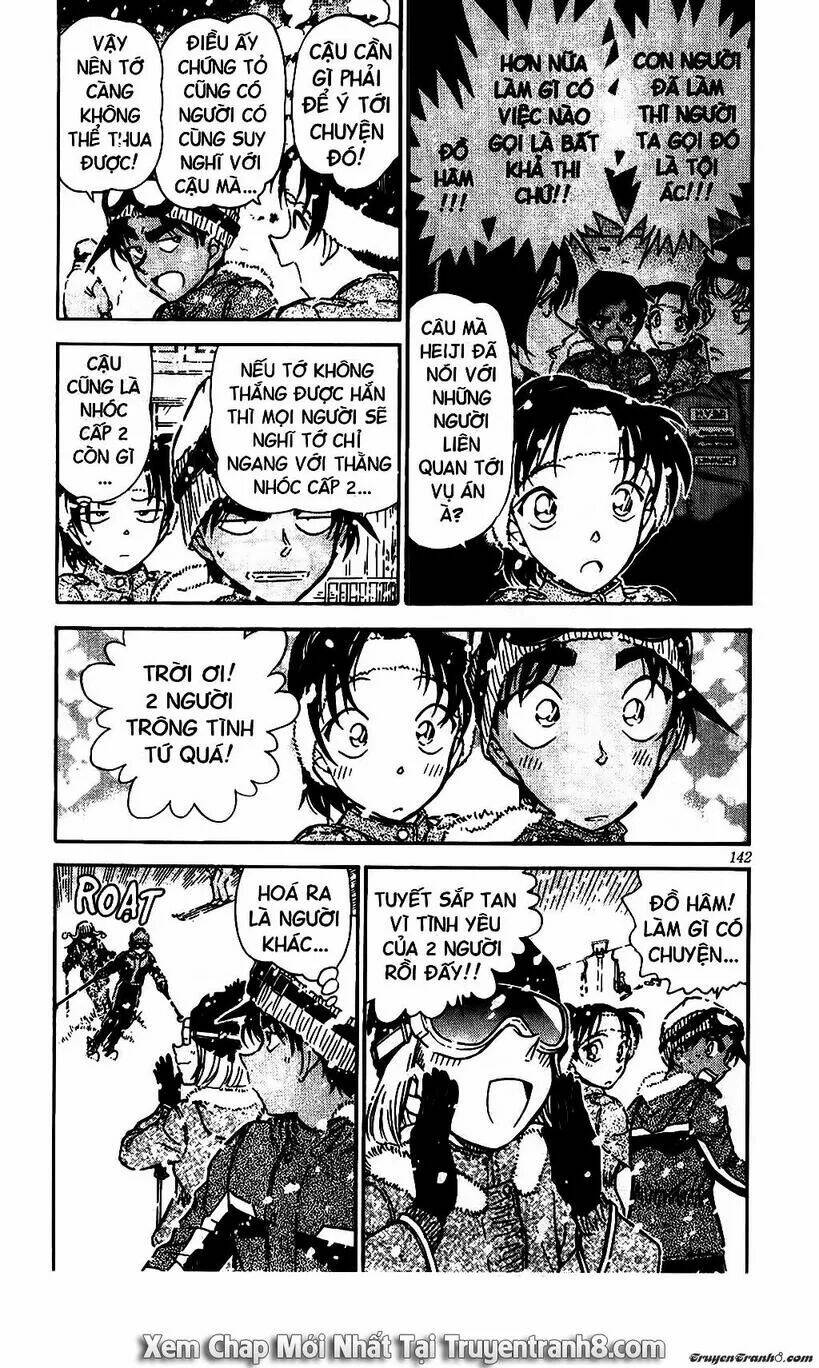 CON NGƯỜI
ĐÃ LÀM
THÌ NGƯỜI
TA GỌI ĐÓ
LÀ TỘI
ÁC!!!
HƠN NỮA
LÀM GÌ CÓ
VIỆC NÀO
GỌI LÀ BẤT
KHẢ THI
CHỨ!!
ĐỒ
HÂM
!!!
CÂU MÀ
HEIJI ĐÃ
NÓI VỚI
NHỮNG
NGƯỜI
LIÊN
QUAN TỚI
VỤ ÁN
À?
CẬU CẦN
GÌ PHẢI
ĐỂ Ý TỚI
CHUYỆN
ĐÓ!
ĐIỀU ẤY
CHỨNG TỎ
CŨNG CÓ
NGƯỜI CÓ
CÙNG SUY
NGHĨ VỚI
CẬU MÀ...
VẬY
NÊN TỚ
CÀNG
KHÔNG
THỂ THUA
ĐƯỢC!
NẾU TỚ KHÔNG
THẮNG ĐƯỢC HẮN
THÌ MỌI NGƯỜI SẼ
NGHĨ TỚ CHỈ
NGANG VỚI THẰNG
NHÓC CẤP 2...
CẬU
CŨNG LÀ
NHÓC
CẤP 2
CÒN GÌ
...
TRỜI ƠI!
2 NGƯỜI
TRÔNG TÌNH
TỨ QUÁ!
142
ĐỒ HÂM!
LÀM GÌ CÓ
CHUYỆN...
TUYẾT SẮP TAN
VÌ TÌNH YÊU
CỦA 2 NGƯỜI
RỒI ĐẤY!!
HOÁ RA
LÀ NGƯỜI
KHÁC...
ROẠT
Xem Chap Mới Nhất Tại Truyentranh8.com
TruyenTranh8.com